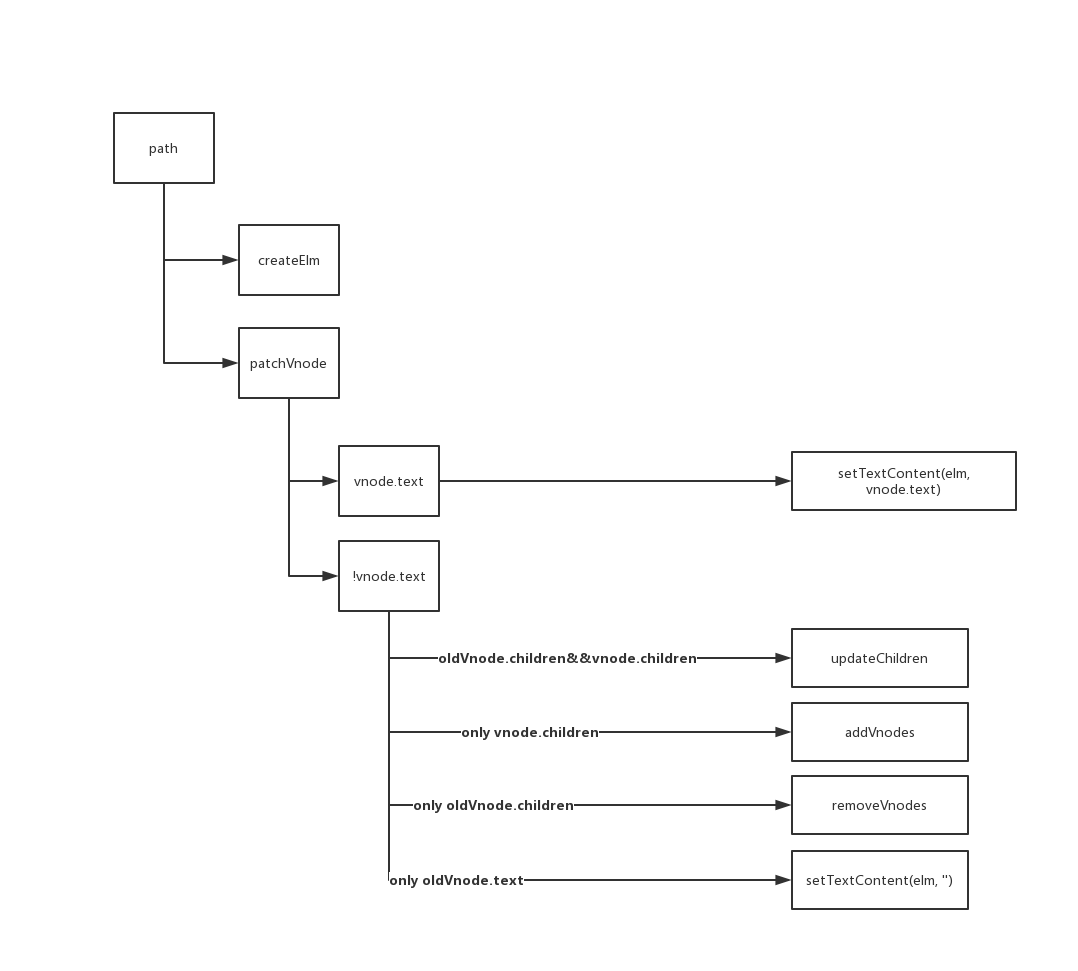 path
createElm
patchVnode
vnode.text
setTextContent(elm,
vnode.text)
!vnode.text
oldVnode.children&&vnode.children
updateChildren
only vnode.children
addVnodes
only oldVnode.children
removeVnodes
only oldVnode.text
setTextContent(elm, '')